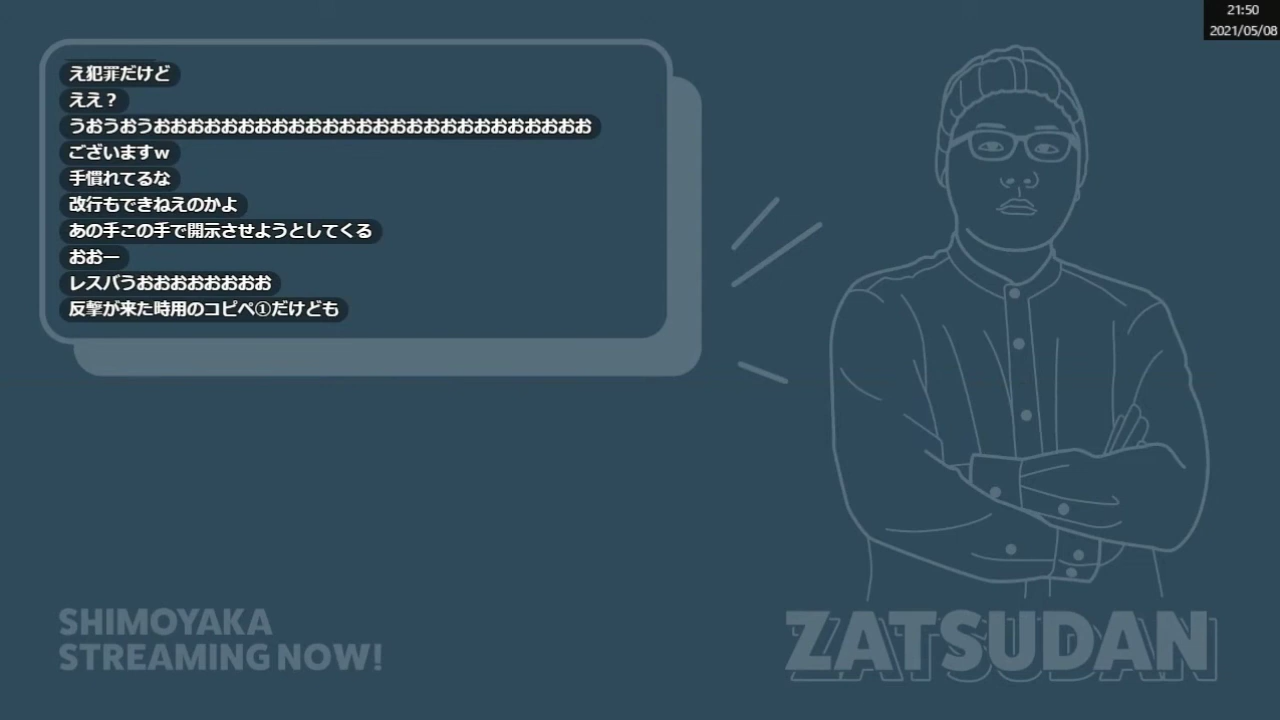 21:50
2021/05/08
え犯罪だけど
ええ？
うおうおうおおおおおおおおおおおおおおおおおおおおおおおおおお
ございますｗ
手慣れてるな
改行もできねえのかよ
あの手この手で開示させようとしてくる
おおー
レスバうおおおおおおおお
反撃が来た時用のコピペ①だけども
SHIMOYAKA
STREAMING NOW!
ZATSUDAN